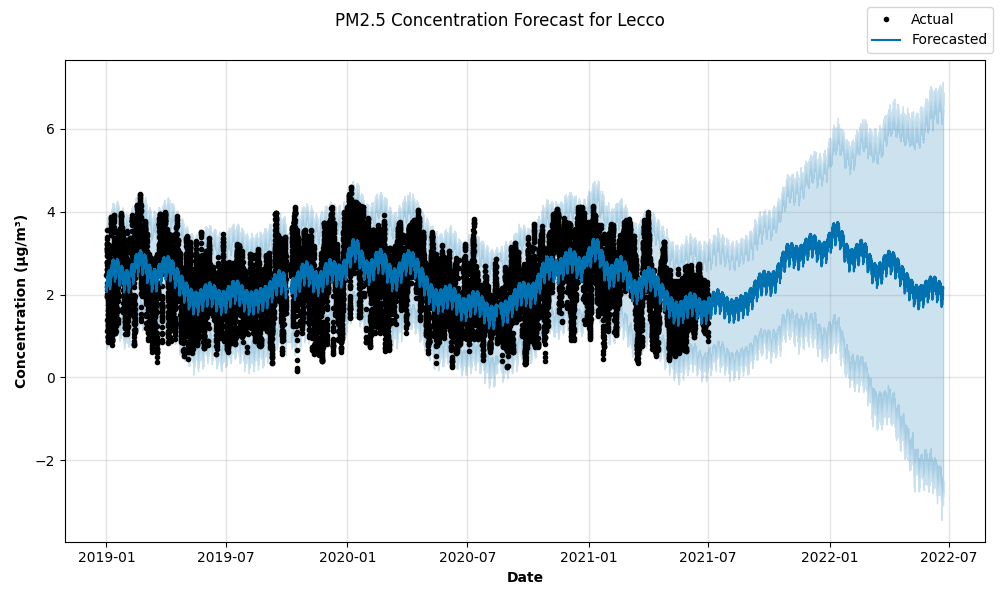 PM2.5 Concentration Forecast for Lecco
Actual
Forecasted
Concentration (µg/m³)
6
4
2
0
−2
2019-01
2019-07
2020-01
2020-07
2021-01
2021-07
2022-01
2022-07
Date